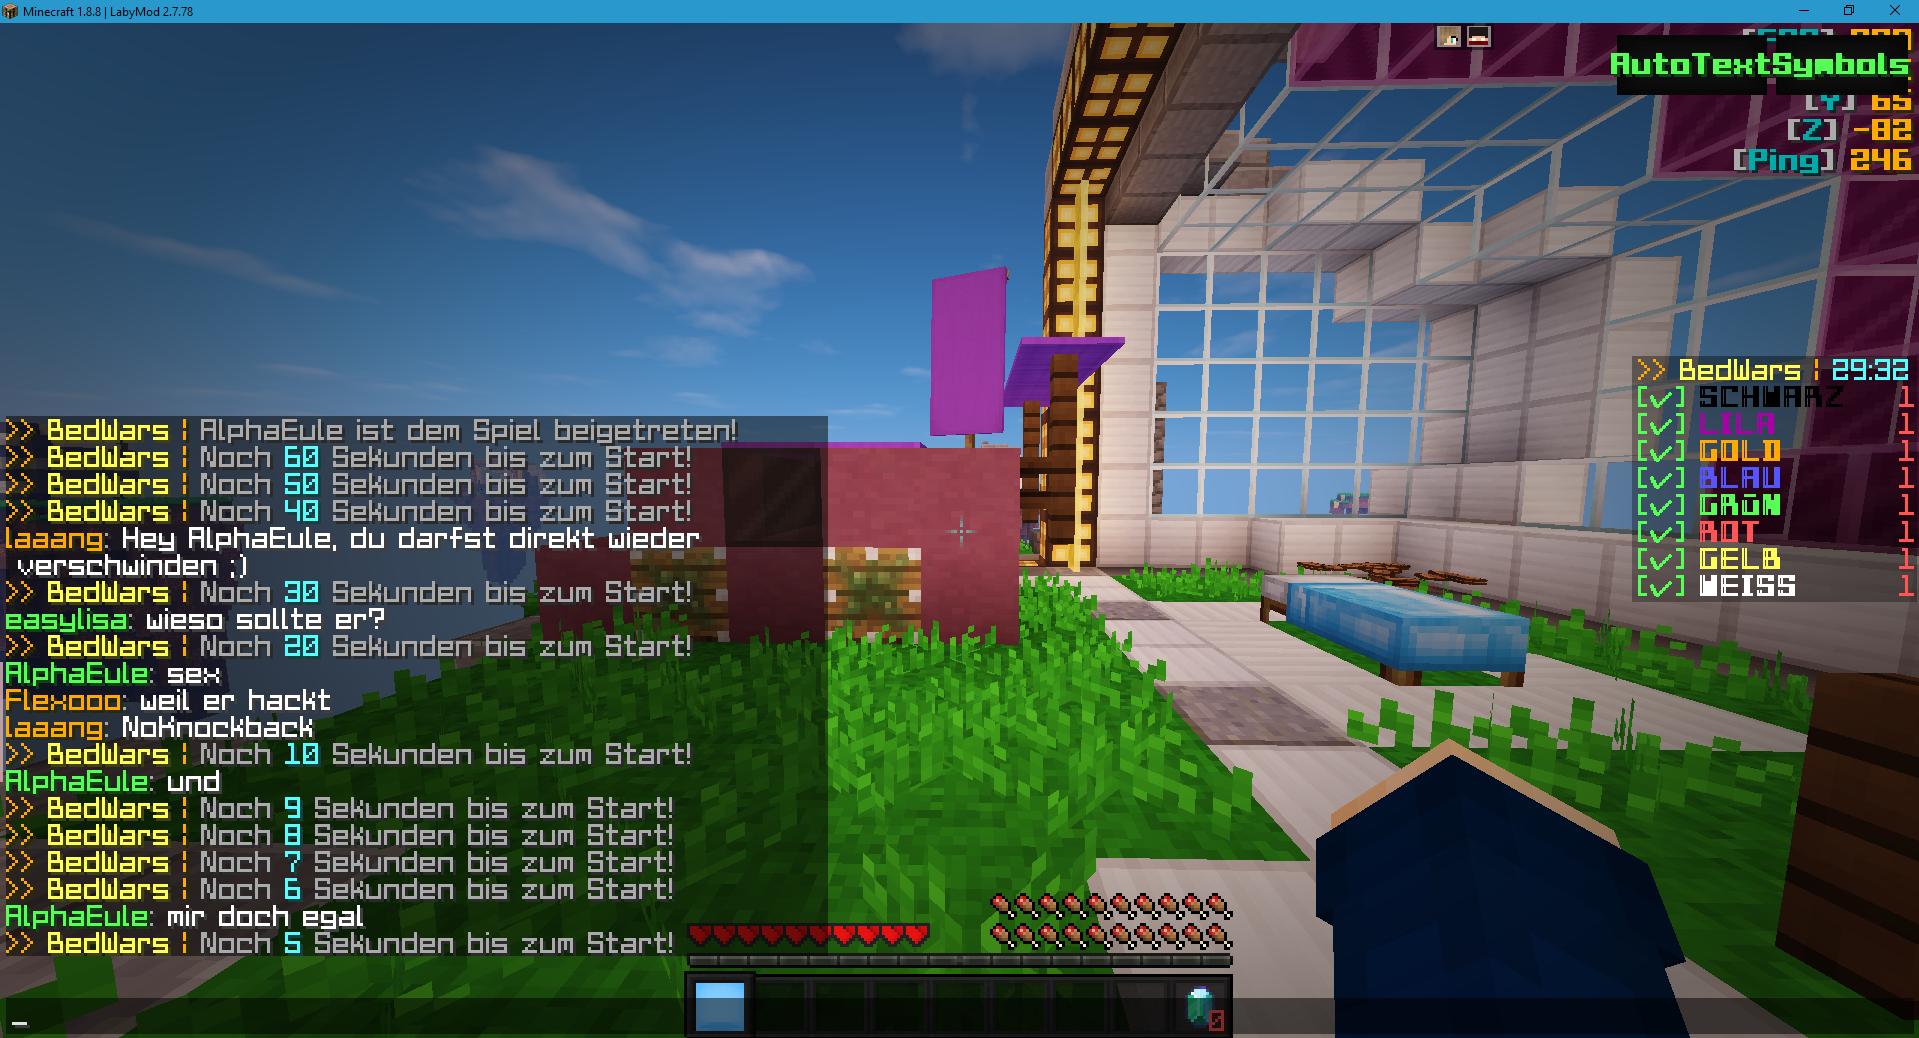 Minecraft 1.8.8 | LabyMod 2.7.78
AutoTextSymbols
[Y] 65
[Z] -82
[Ping] 246
>> BedWars | 29:32
[✓] SCHWARZ 1
[✓] LILA 1
[✓] GOLD 1
[✓] BLAU 1
[✓] GRÜN 1
[✓] ROT 1
[✓] GELB 1
[✓] WEISS 1
>> BedWars | AlphaEule ist dem Spiel beigetreten!
>> BedWars | Noch 60 Sekunden bis zum Start!
>> BedWars | Noch 50 Sekunden bis zum Start!
>> BedWars | Noch 40 Sekunden bis zum Start!
laaang: Hey AlphaEule, du darfst direkt wieder
verschwinden ;)
>> BedWars | Noch 30 Sekunden bis zum Start!
easylisa: wieso sollte er?
>> BedWars | Noch 20 Sekunden bis zum Start!
AlphaEule: sex
Flexooo: weil er hackt
laaang: NoKnockback
>> BedWars | Noch 10 Sekunden bis zum Start!
AlphaEule: und
>> BedWars | Noch 9 Sekunden bis zum Start!
>> BedWars | Noch 8 Sekunden bis zum Start!
>> BedWars | Noch 7 Sekunden bis zum Start!
>> BedWars | Noch 6 Sekunden bis zum Start!
AlphaEule: mir doch egal
>> BedWars | Noch 5 Sekunden bis zum Start!
0